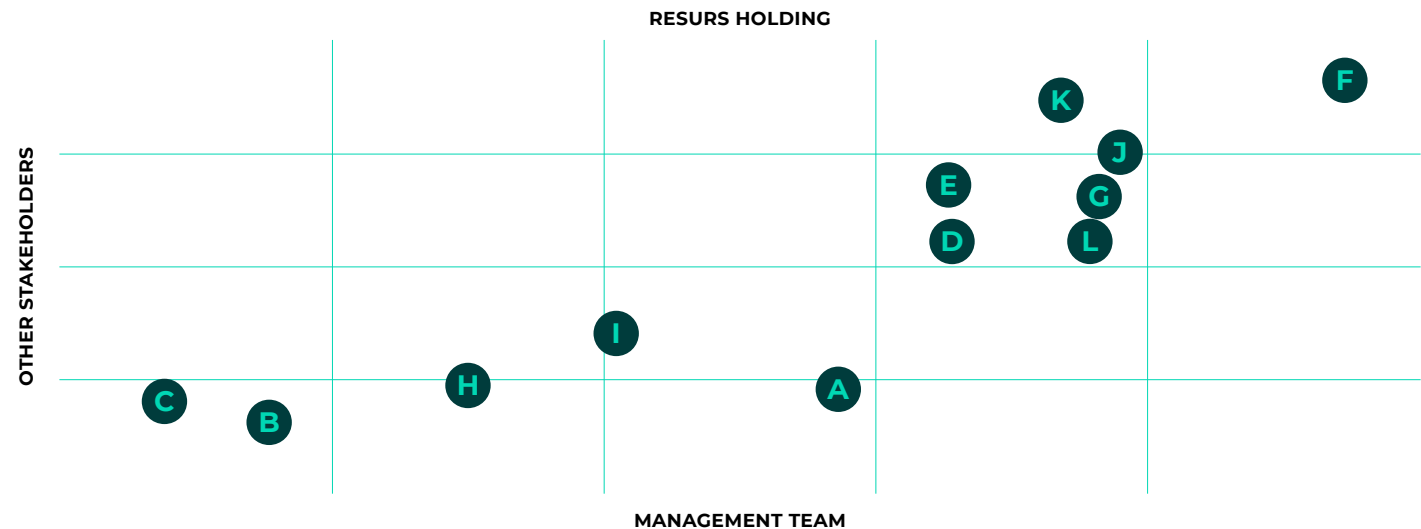 RESURS HOLDING
OTHER STAKEHOLDERS
F
K
J
E
G
D
L
I
H
A
C
B
MANAGEMENT TEAM